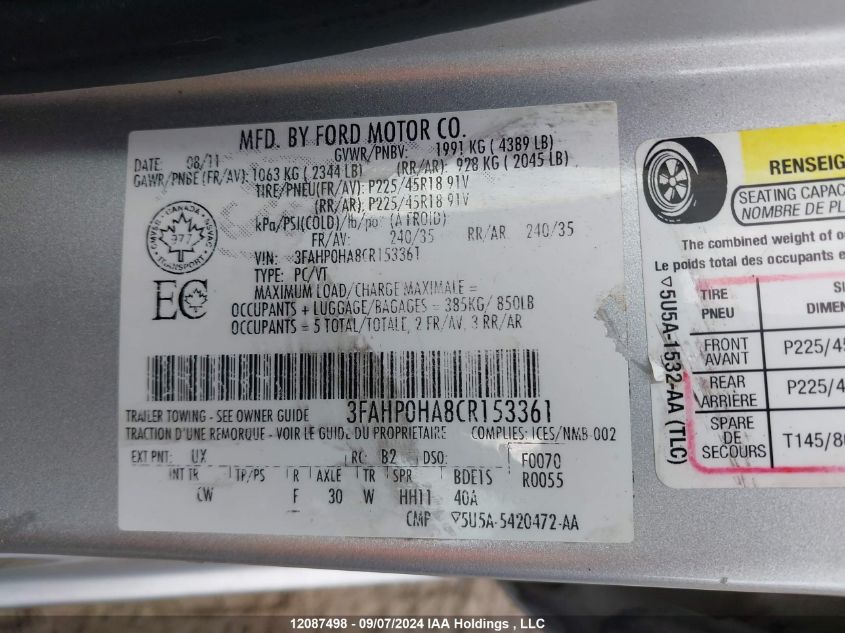 MFD. BY FORD MOTOR CO.
DATE: 08/11 GVWR/PNBV: 1991 KG ( 4389 LB)
GAWR/PNBE (FR/AV): 1063 KG ( 2344 LB) (RR/AR): 928 KG ( 2045 LB)
TIRE/PNEU(FR/AV): P225/45R18 91V
(RR/AR): P225/45R18 91V
kPa/PSI(COLD)/lb/po² (A FROID)
FR/AV: 240/35 RR/AR 240/35
VIN: 3FAHP0HA8CR153361
TYPE: PC/VT
MAXIMUM LOAD/CHARGE MAXIMALE =
OCCUPANTS + LUGGAGE/BAGAGES = 385KG/ 850LB
OCCUPANTS = 5 TOTAL/TOTALE, 2 FR/AV, 3 RR/AR
CANADA
977
TRANSPORT
EC
3FAHP0HA8CR153361
TRAILER TOWING - SEE OWNER GUIDE
TRACTION D'UNE REMORQUE - VOIR LE GUIDE DU PROPRIETAIRE COMPLIES: ICES/NMB-002
EXT PNT: UX RC: B2 DSO: F0070
INT TR TP/PS R AXLE TR SPR BDEIS R0055
CW F 30 W HH11 40A
CMP ▽5U5A-5420472-AA
RENSEIG
SEATING CAPAC
NOMBRE DE PL
The combined weight of o
Le poids total des occupants e
▽5U5A-1532-AA (TLC)
TIRE
PNEU
SI
DIMEN
FRONT
AVANT
P225/45
REAR
ARRIÈRE
P225/4
SPARE
DE
SECOURS
T145/80
12087498 - 09/07/2024 IAA Holdings , LLC